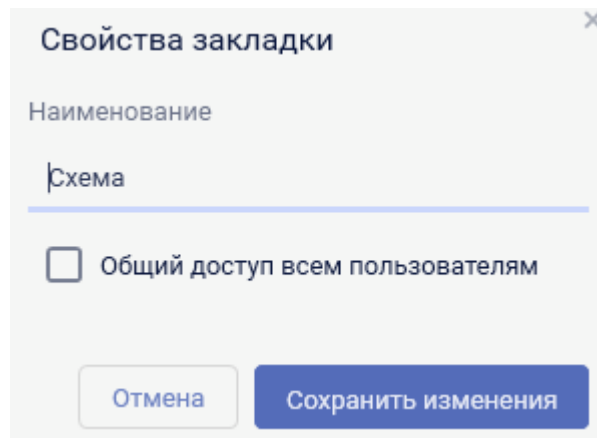 Свойства закладки
Наименование
Схема
Общий доступ всем пользователям
Отмена
Сохранить изменения